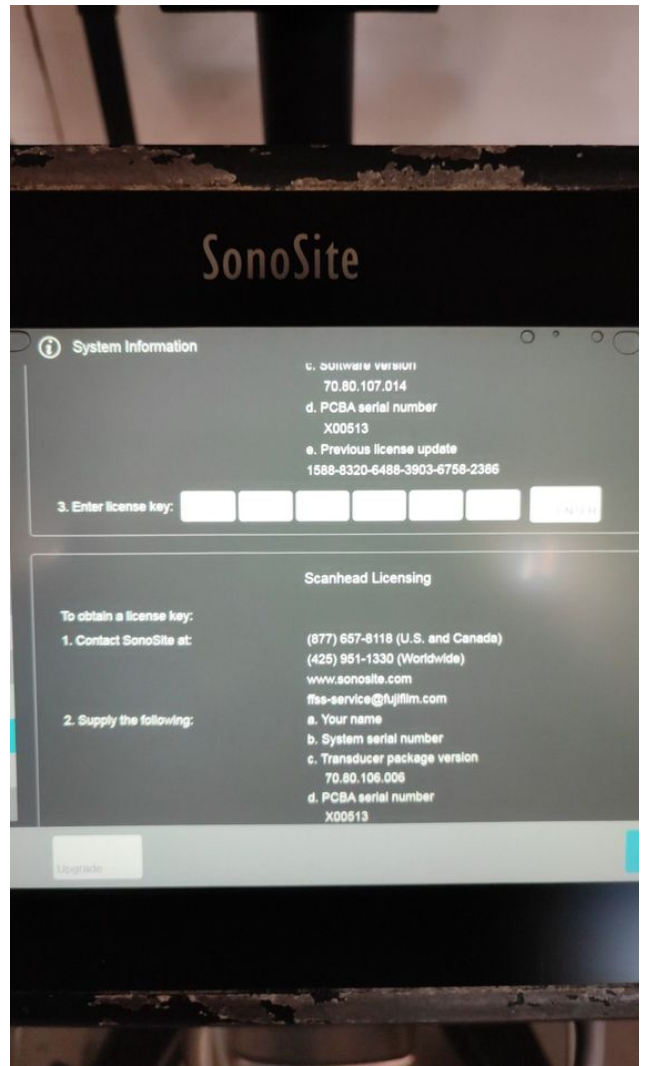 SonoSite
System Information
c. Software version
70.80.107.014
d. PCBA serial number
X00513
e. Previous license update
1588-8320-6488-3903-6758-2386
3. Enter license key:
ENTER
Scanhead Licensing
To obtain a license key:
1. Contact SonoSite at:
(877) 657-8118 (U.S. and Canada)
(425) 951-1330 (Worldwide)
www.sonosite.com
ffss-service@fujifilm.com
2. Supply the following:
a. Your name
b. System serial number
c. Transducer package version
70.80.106.006
d. PCBA serial number
X00513
Upgrade